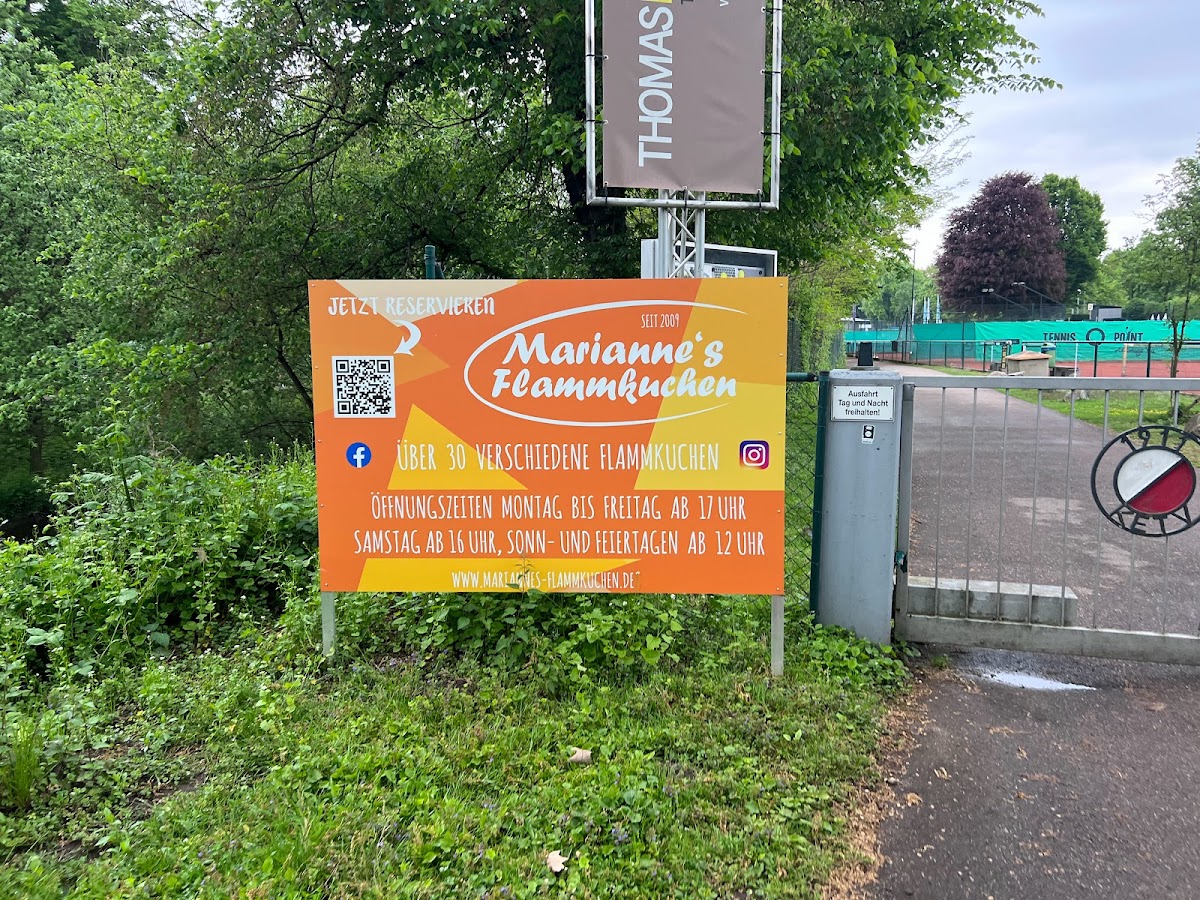 THOMAS
JETZT RESERVIEREN
SEIT 2009
Marianne's
Flammkuchen
ÜBER 30 VERSCHIEDENE FLAMMKUCHEN
ÖFFNUNGSZEITEN MONTAG BIS FREITAG AB 17 UHR
SAMSTAG AB 16 UHR, SONN- UND FEIERTAGEN AB 12 UHR
WWW.MARIANNES-FLAMMKUCHEN.DE
Ausfahrt
Tag und Nacht
freihalten!
TENNIS POINT